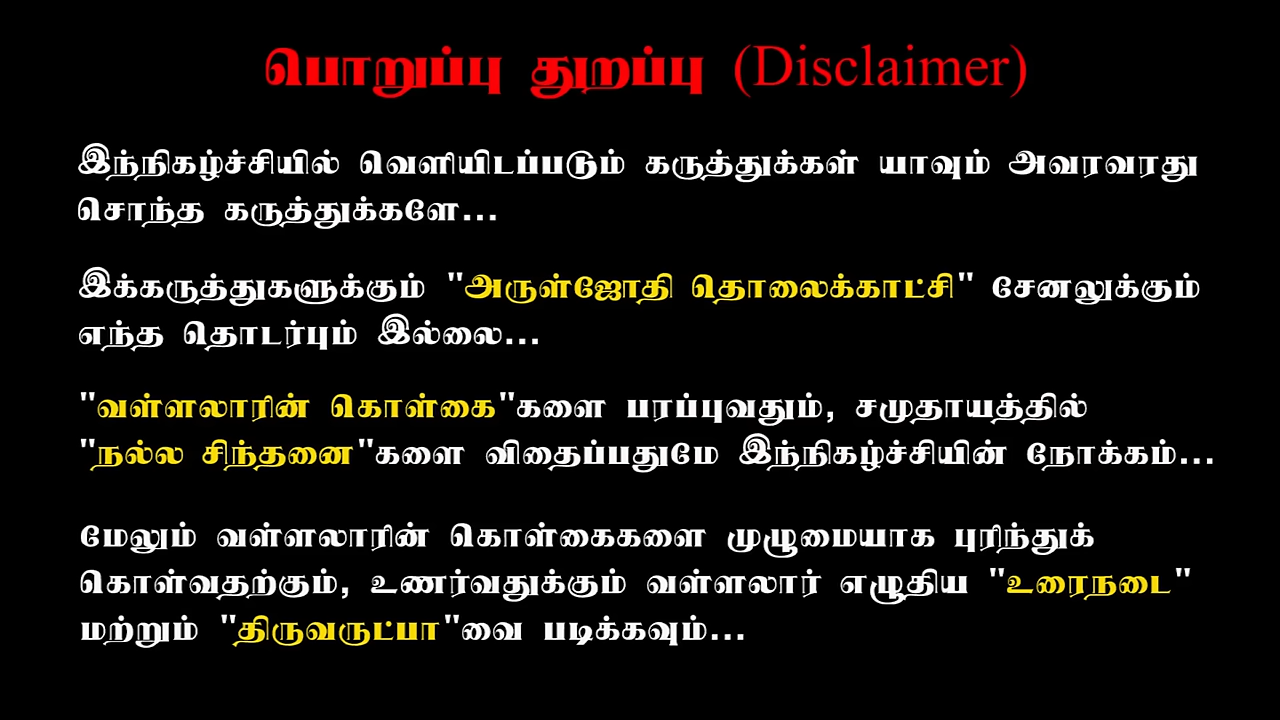 பொறுப்பு துறப்பு (Disclaimer)
இந்நிகழ்ச்சியில் வெளியிடப்படும் கருத்துக்கள் யாவும் அவரவரது
சொந்த கருத்துக்களே...
இக்கருத்துகளுக்கும் "அருள்ஜோதி தொலைக்காட்சி" சேனலுக்கும்
எந்த தொடர்பும் இல்லை...
"வள்ளலாரின் கொள்கை"களை பரப்புவதும், சமுதாயத்தில்
"நல்ல சிந்தனை"களை விதைப்பதுமே இந்நிகழ்ச்சியின் நோக்கம்...
மேலும் வள்ளலாரின் கொள்கைகளை முழுமையாக புரிந்துக்
கொள்வதற்கும், உணர்வதுக்கும் வள்ளலார் எழுதிய "உரைநடை"
மற்றும் "திருவருட்பா"வை படிக்கவும்...